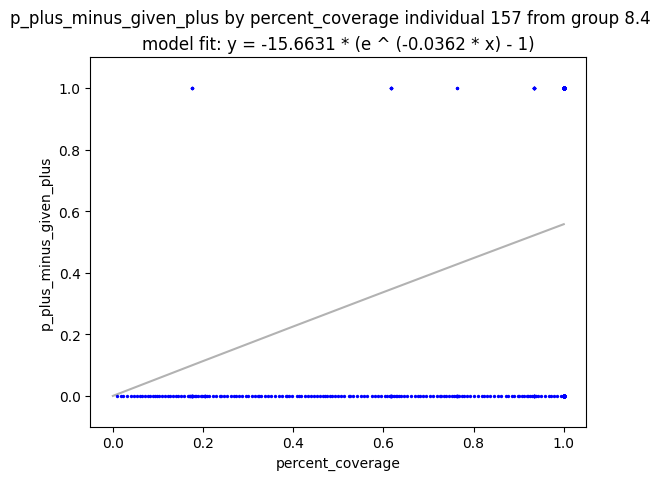 p_plus_minus_given_plus by percent_coverage individual 157 from group 8.4
model fit: y = -15.6631 * (e ^ (-0.0362 * x) - 1)
1.0
0.8
0.6
0.4
0.2
0.0
p_plus_minus_given_plus
0.0 0.2 0.4 0.6 0.8 1.0
percent_coverage